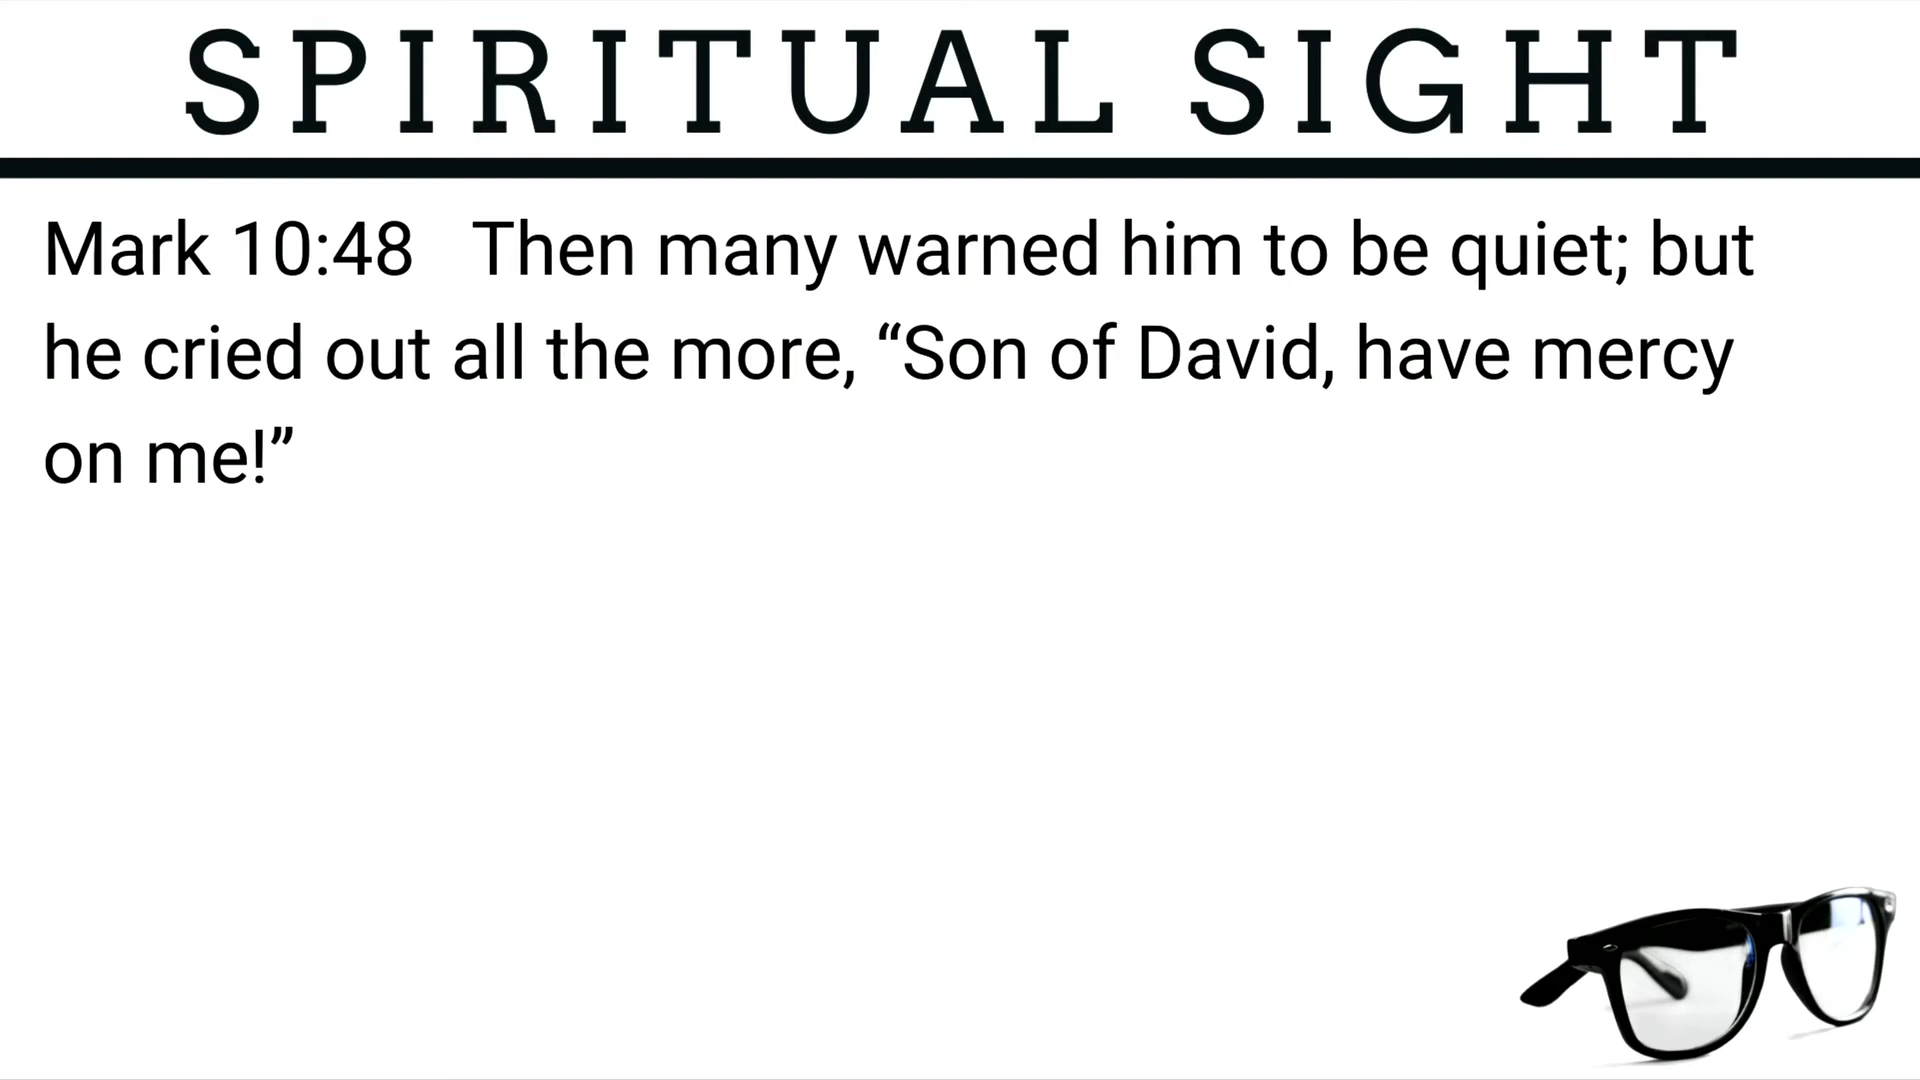 SPIRITUAL SIGHT
Mark 10:48   Then many warned him to be quiet; but
he cried out all the more, “Son of David, have mercy
on me!”